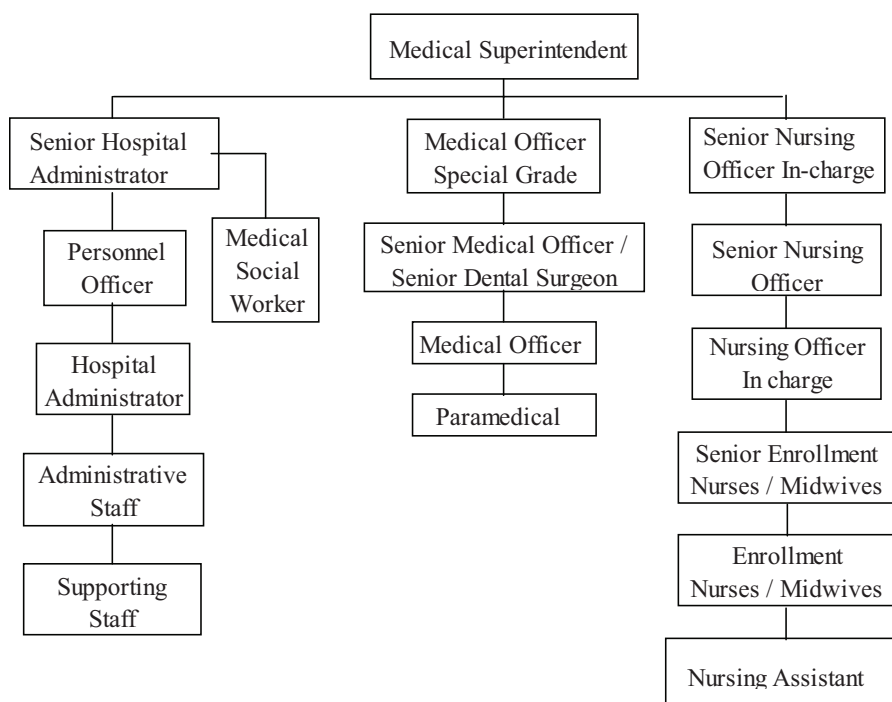 Medical Superintendent
Senior Hospital
Administrator
Medical Officer
Special Grade
Senior Nursing
Officer In-charge
Personnel
Officer
Medical
Social
Worker
Senior Medical Officer /
Senior Dental Surgeon
Senior Nursing
Officer
Hospital
Administrator
Medical Officer
Nursing Officer
In charge
Paramedical
Administrative
Staff
Senior Enrollment
Nurses / Midwives
Supporting
Staff
Enrollment
Nurses / Midwives
Nursing Assistant